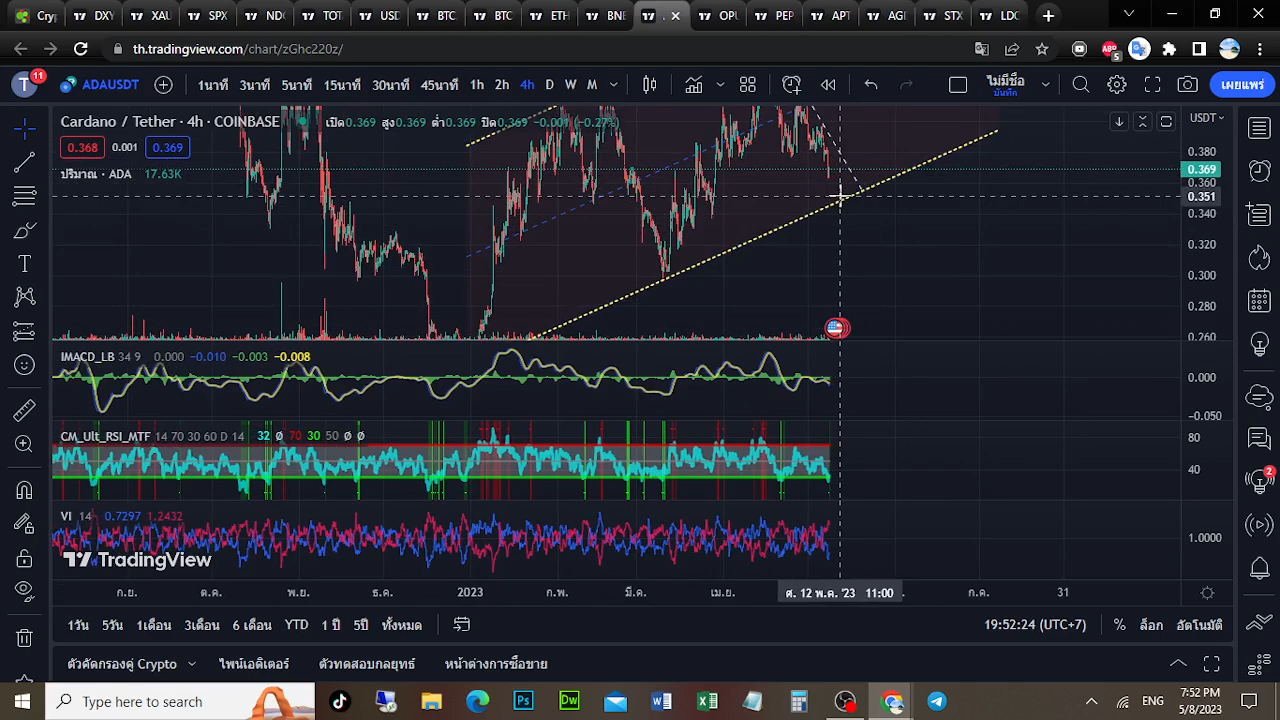 Cryp
DXY
XAU
SPX
NDX
TOT
USD
BTC
BTC
ETH
BNB
OPU
PEP
APT
AGI
STX
LDO
th.tradingview.com/chart/zGhc220z/
T 11 ADAUSDT 1นาที 3นาที 5นาที 15นาที 30นาที 45นาที 1h 2h 4h D W M ไม่มีชื่อ เผยแพร่
บันทึก
Cardano / Tether · 4h · COINBASE เปิด0.369 สูง0.369 ต่ำ0.369 ปิด0.369 −0.001 (−0.27%) USDT
0.368 0.001 0.369
ปริมาณ · ADA 17.63K
0.380
0.369
0.360
0.351
0.340
0.320
0.300
0.280
0.260
IMACD_LB 34 9 0.000 −0.010 −0.003 −0.008
0.000
−0.050
CM_Ult_RSI_MTF 14 70 30 60 D 14 32 Ø 70 30 50 Ø Ø
80
40
VI 14 0.7297 1.2432
1.0000
TradingView
ก.ย. ต.ค. พ.ย. ธ.ค. 2023 ก.พ. มี.ค. เม.ย. ศ. 12 พ.ค. '23 11:00 ก.ค. 31
1วัน 5วัน 1เดือน 3เดือน 6 เดือน YTD 1 ปี 5ปี ทั้งหมด 19:52:24 (UTC+7) % ล็อก อัตโนมัติ
ตัวคัดกรองคู่ Crypto ไพน์เอดิเตอร์ ตัวทดสอบกลยุทธ์ หน้าต่างการซื้อขาย
Type here to search
ENG
7:52 PM
5/8/2023